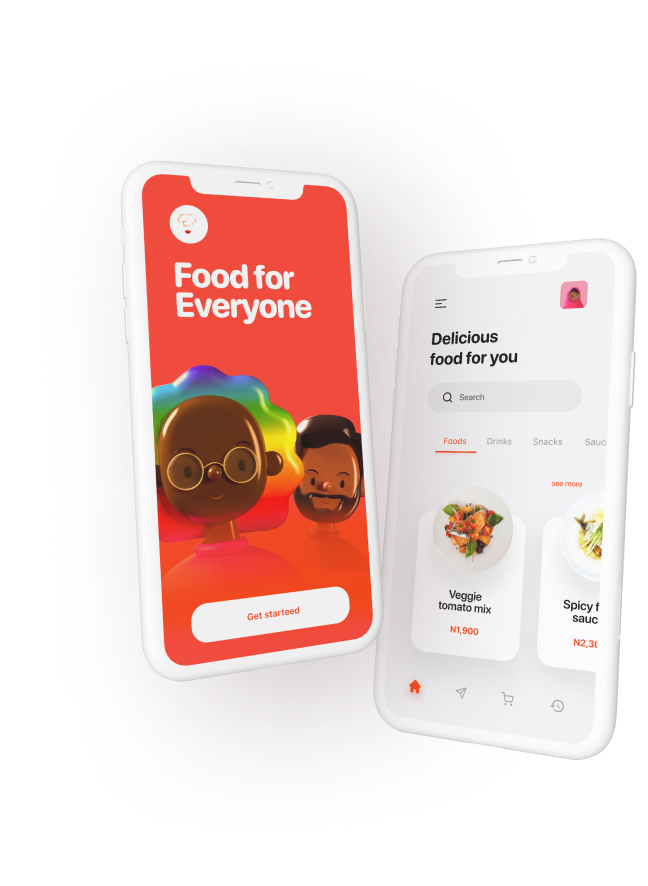 Food for
Everyone
Get starteed
Delicious
food for you
Search
Foods Drinks Snacks Sauc
see more
Veggie
tomato mix
N1,900
Spicy f
sauc
N2,30